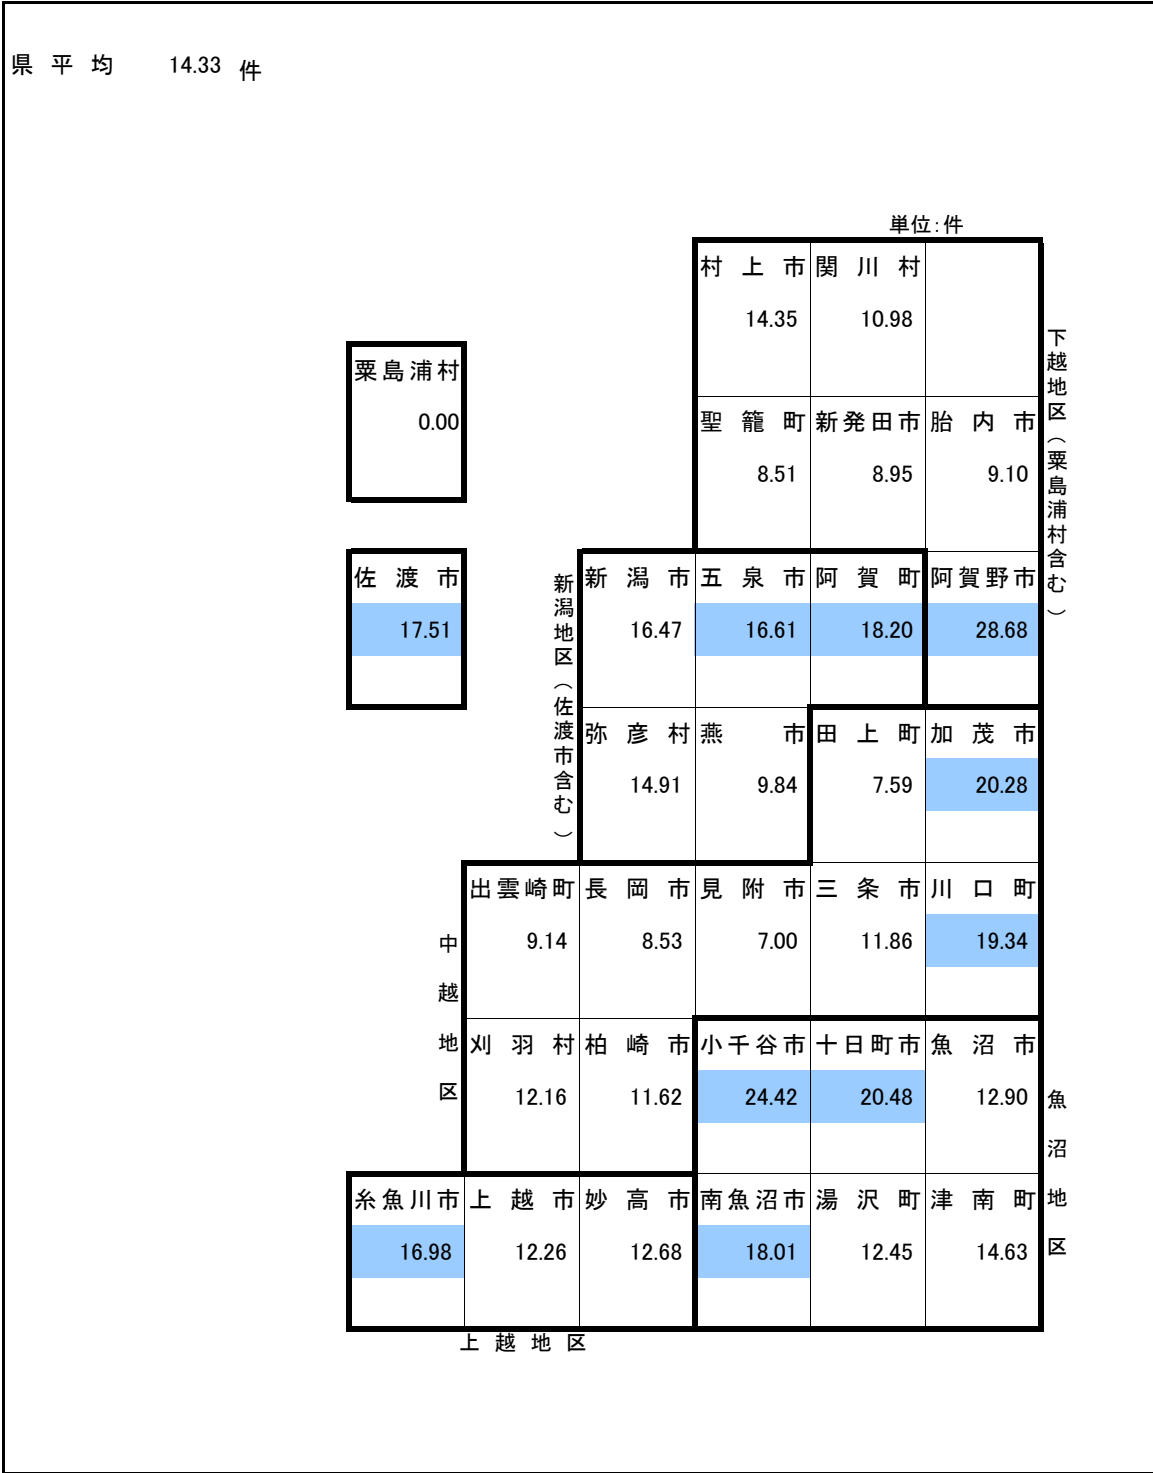 県平均 14.33 件
単位:件
村上市 関川村
14.35 10.98
粟島浦村
0.00
聖籠町 新発田市 胎内市
8.51 8.95 9.10
下越地区（粟島浦村含む）
佐渡市 新潟市 五泉市 阿賀町 阿賀野市
17.51 16.47 16.61 18.20 28.68
新潟地区（佐渡市含む）
弥彦村 燕市 田上町 加茂市
14.91 9.84 7.59 20.28
出雲崎町 長岡市 見附市 三条市 川口町
9.14 8.53 7.00 11.86 19.34
中越地区
刈羽村 柏崎市 小千谷市 十日町市 魚沼市
12.16 11.62 24.42 20.48 12.90
魚沼地区
糸魚川市 上越市 妙高市 南魚沼市 湯沢町 津南町
16.98 12.26 12.68 18.01 12.45 14.63
上越地区